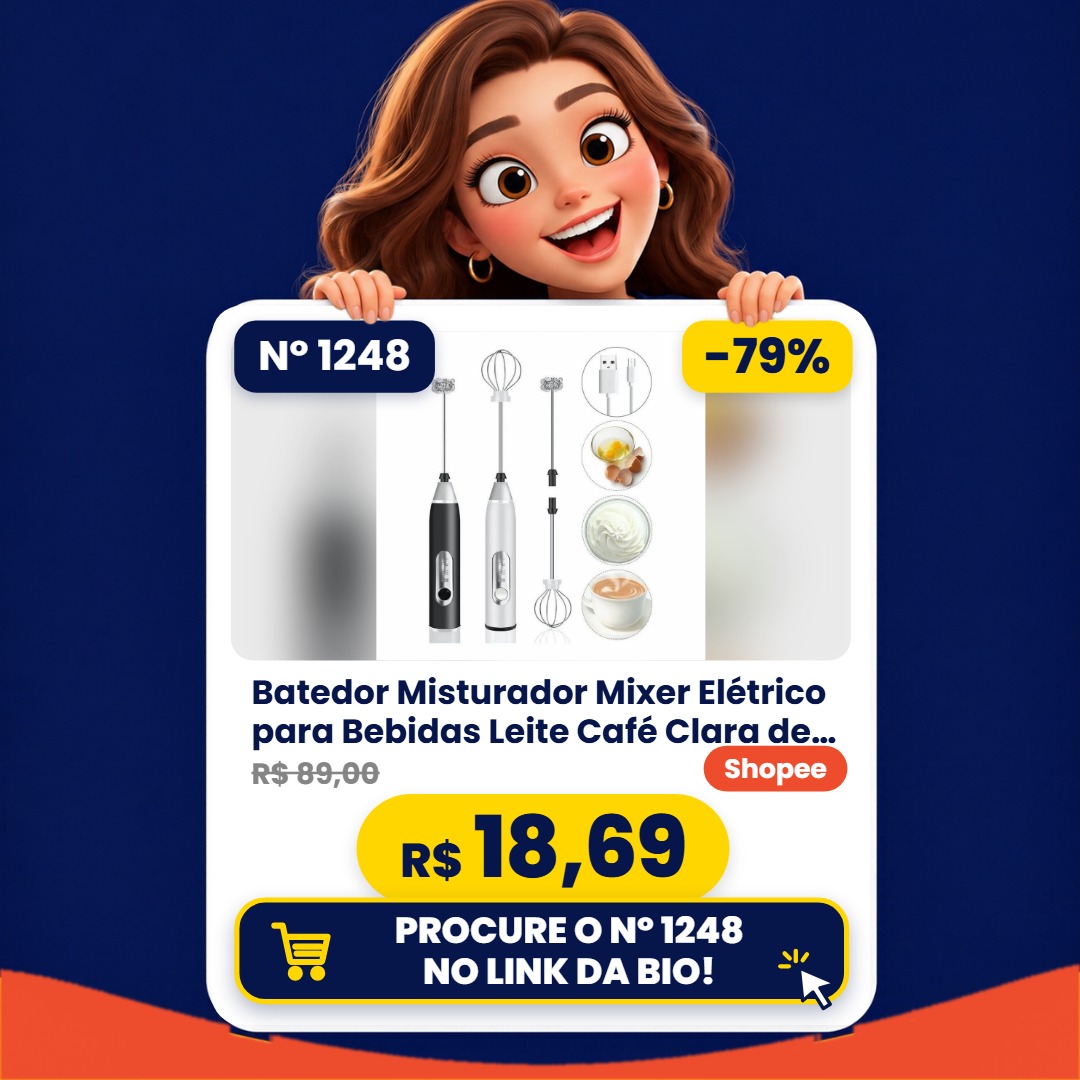 Nº 1248
-79%
Batedor Misturador Mixer Elétrico
para Bebidas Leite Café Clara de...
R$ 89,00
Shopee
R$ 18,69
PROCURE O Nº 1248
NO LINK DA BIO!